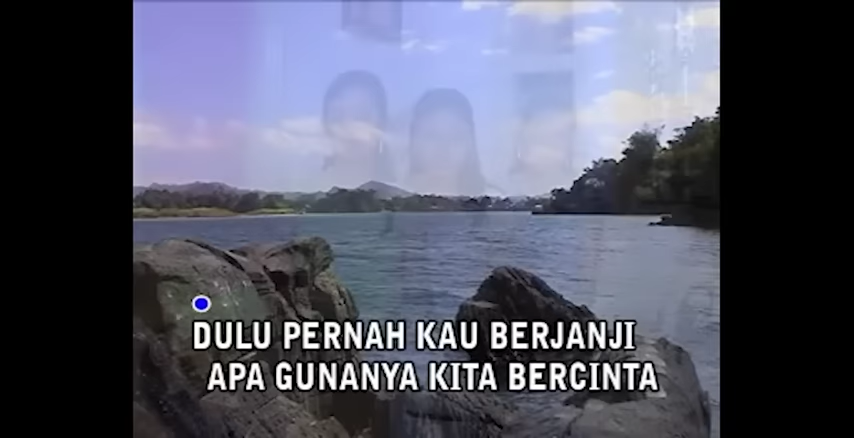 DULU PERNAH KAU BERJANJI
APA GUNANYA KITA BERCINTA